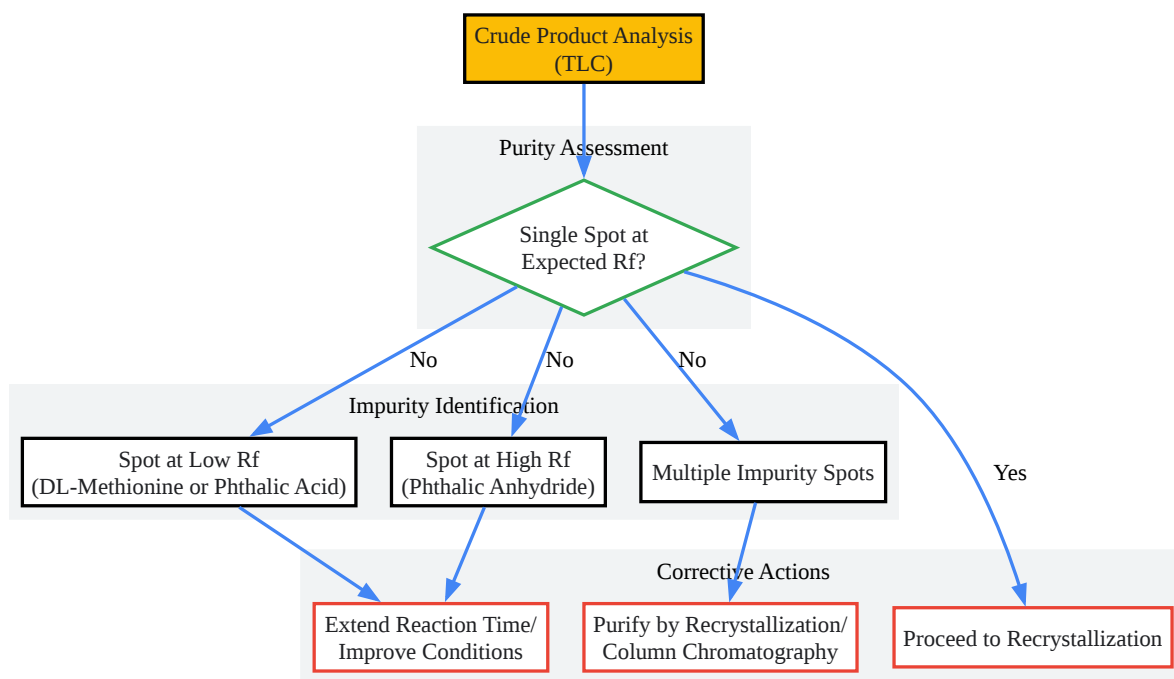 Crude Product Analysis
(TLC)
Purity Assessment
Single Spot at
Expected Rf?
No
No
No
Yes
Impurity Identification
Spot at Low Rf
(DL-Methionine or Phthalic Acid)
Spot at High Rf
(Phthalic Anhydride)
Multiple Impurity Spots
Corrective Actions
Extend Reaction Time/
Improve Conditions
Purify by Recrystallization/
Column Chromatography
Proceed to Recrystallization